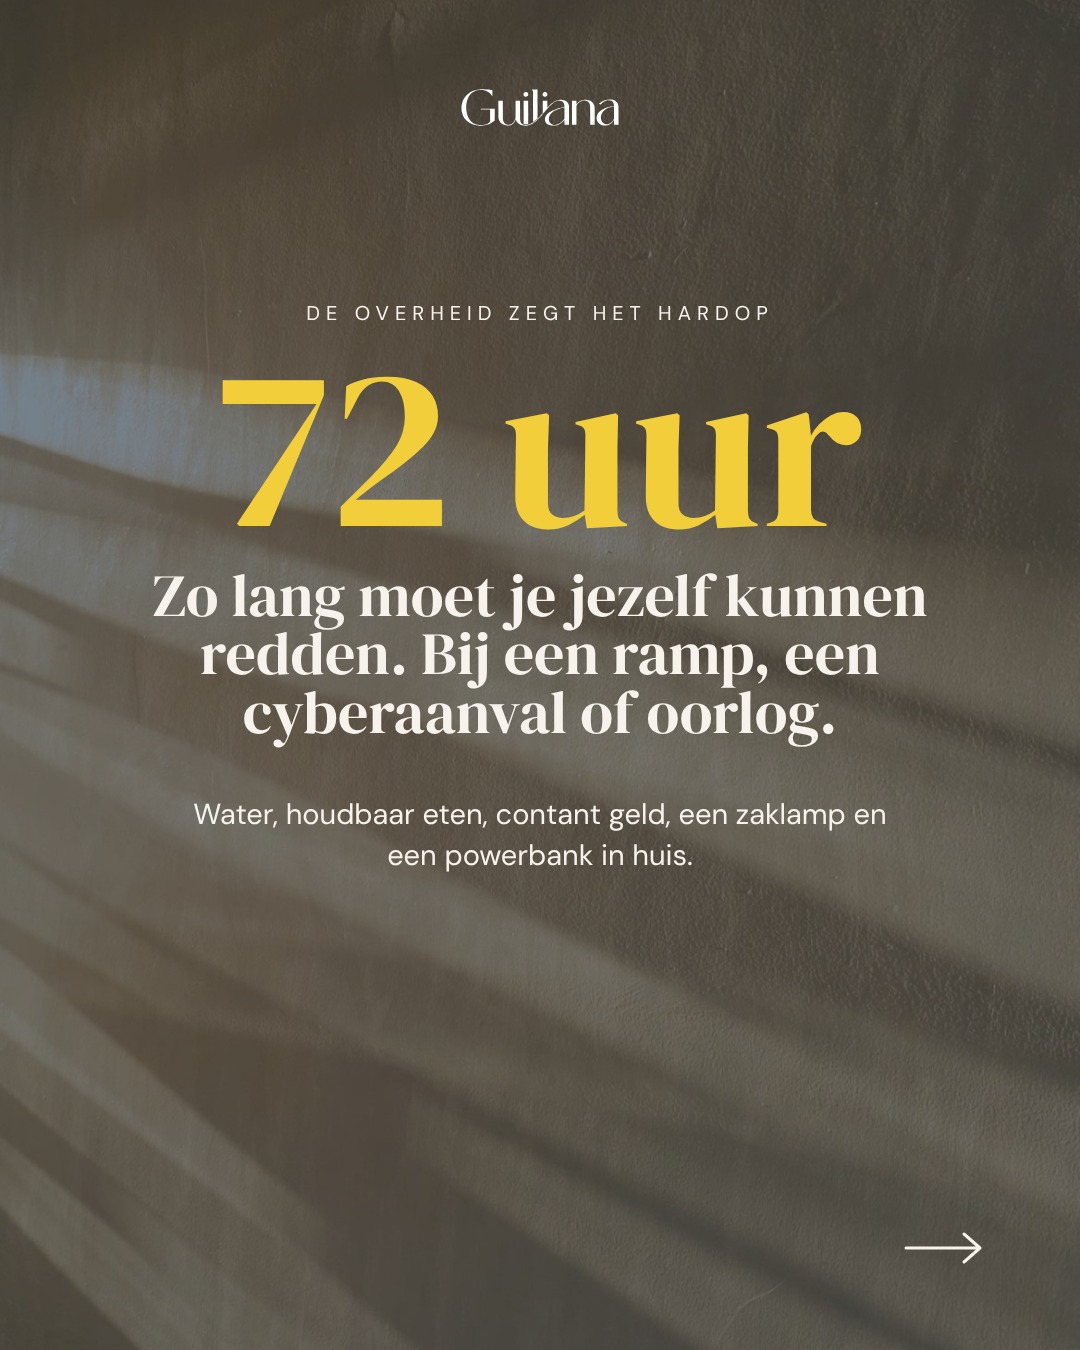 Guiliana
DE OVERHEID ZEGT HET HARDOP
72 uur
Zo lang moet je jezelf kunnen
redden. Bij een ramp, een
cyberaanval of oorlog.
Water, houdbaar eten, contant geld, een zaklamp en
een powerbank in huis.